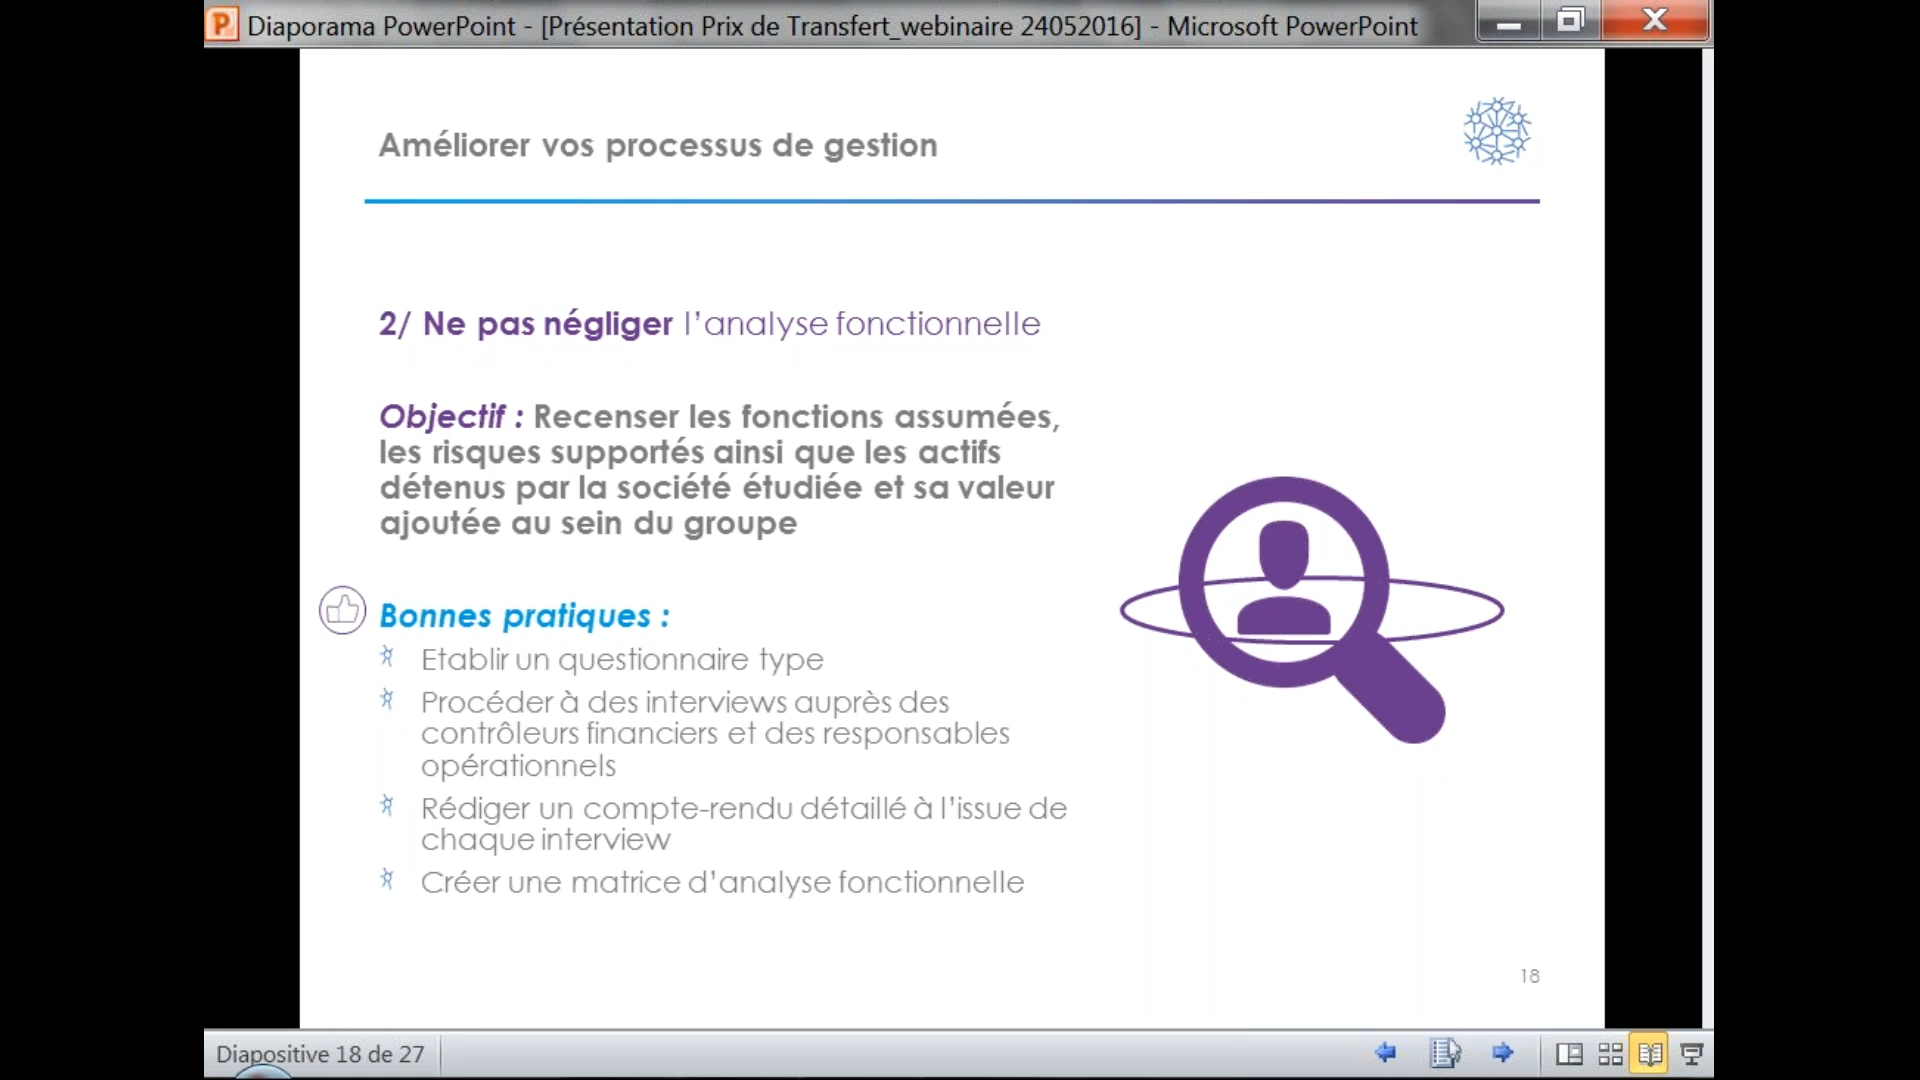 Diaporama PowerPoint - [Présentation Prix de Transfert_webinaire 24052016] - Microsoft PowerPoint
Améliorer vos processus de gestion
2/ Ne pas négliger l’analyse fonctionnelle
Objectif : Recenser les fonctions assumées,
les risques supportés ainsi que les actifs
détenus par la société étudiée et sa valeur
ajoutée au sein du groupe
Bonnes pratiques :
Etablir un questionnaire type
Procéder à des interviews auprès des
contrôleurs financiers et des responsables
opérationnels
Rédiger un compte-rendu détaillé à l’issue de
chaque interview
Créer une matrice d’analyse fonctionnelle
18
Diapositive 18 de 27